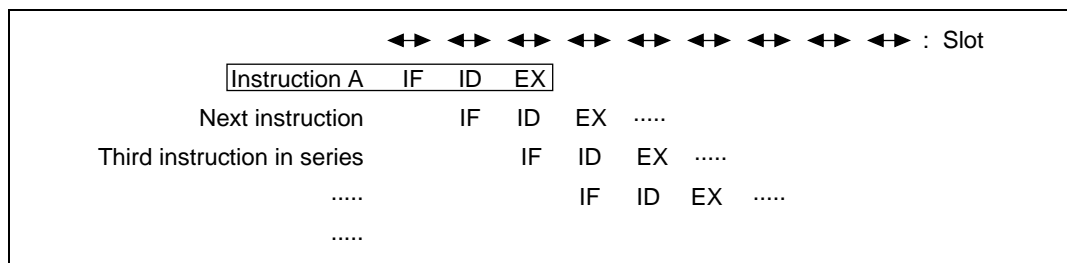 : Slot
Instruction A IF ID EX
Next instruction IF ID EX .....
Third instruction in series IF ID EX .....
..... IF ID EX .....
.....